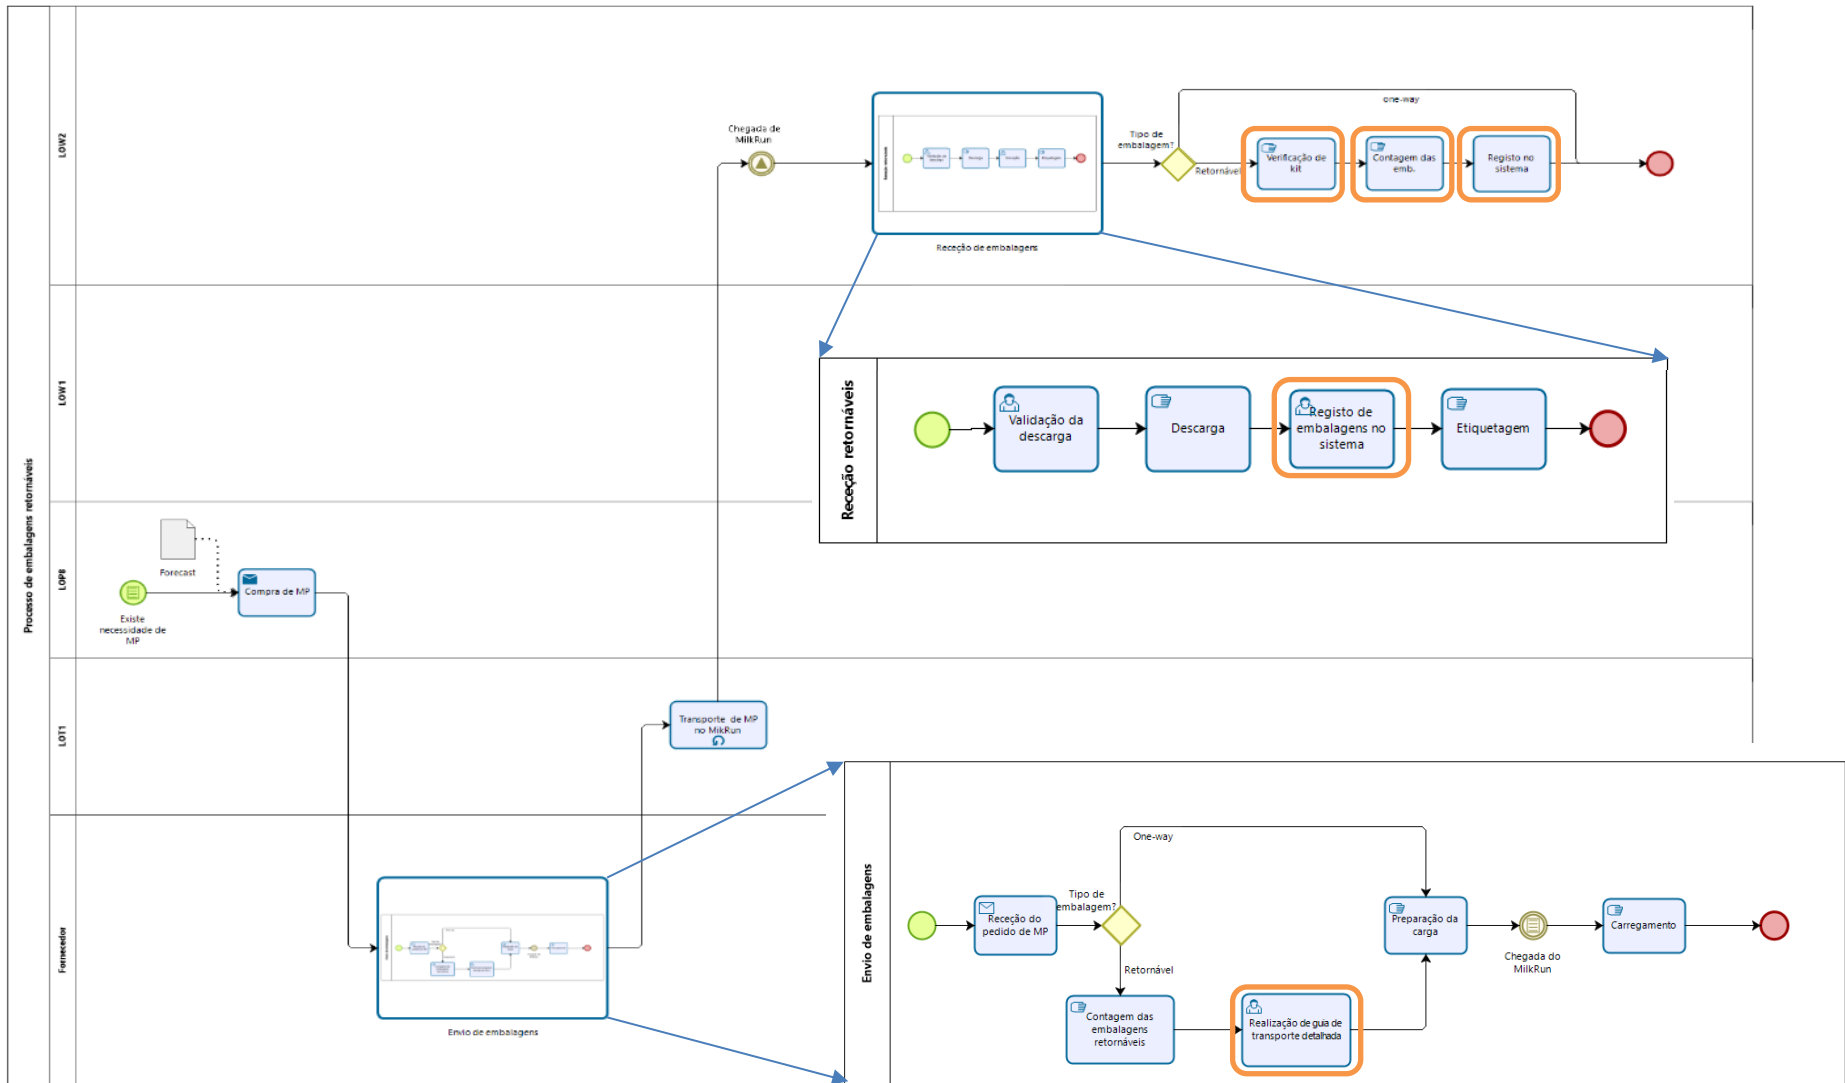 Processo de embalagens retornáveis
LOW2
Chegada de
MilkRun
Receção de embalagens
Tipo de
embalagem?
one-way
Retornável
Verificação de
kit
Contagem das
emb.
Registo no
sistema
LOW1
Receção retornáveis
Validação da
descarga
Descarga
Registo de
embalagens no
sistema
Etiquetagem
LOP8
Forecast
Existe
necessidade de
MP
Compra de MP
LOT1
Transporte de MP
no MikRun
Fornecedor
Envio de embalagens
Envio de embalagens
Receção do
pedido de MP
Tipo de
embalagem?
One-way
Retornável
Contagem das
embalagens
retornáveis
Realização de guia de
transporte detalhada
Preparação da
carga
Chegada do
MilkRun
Carregamento